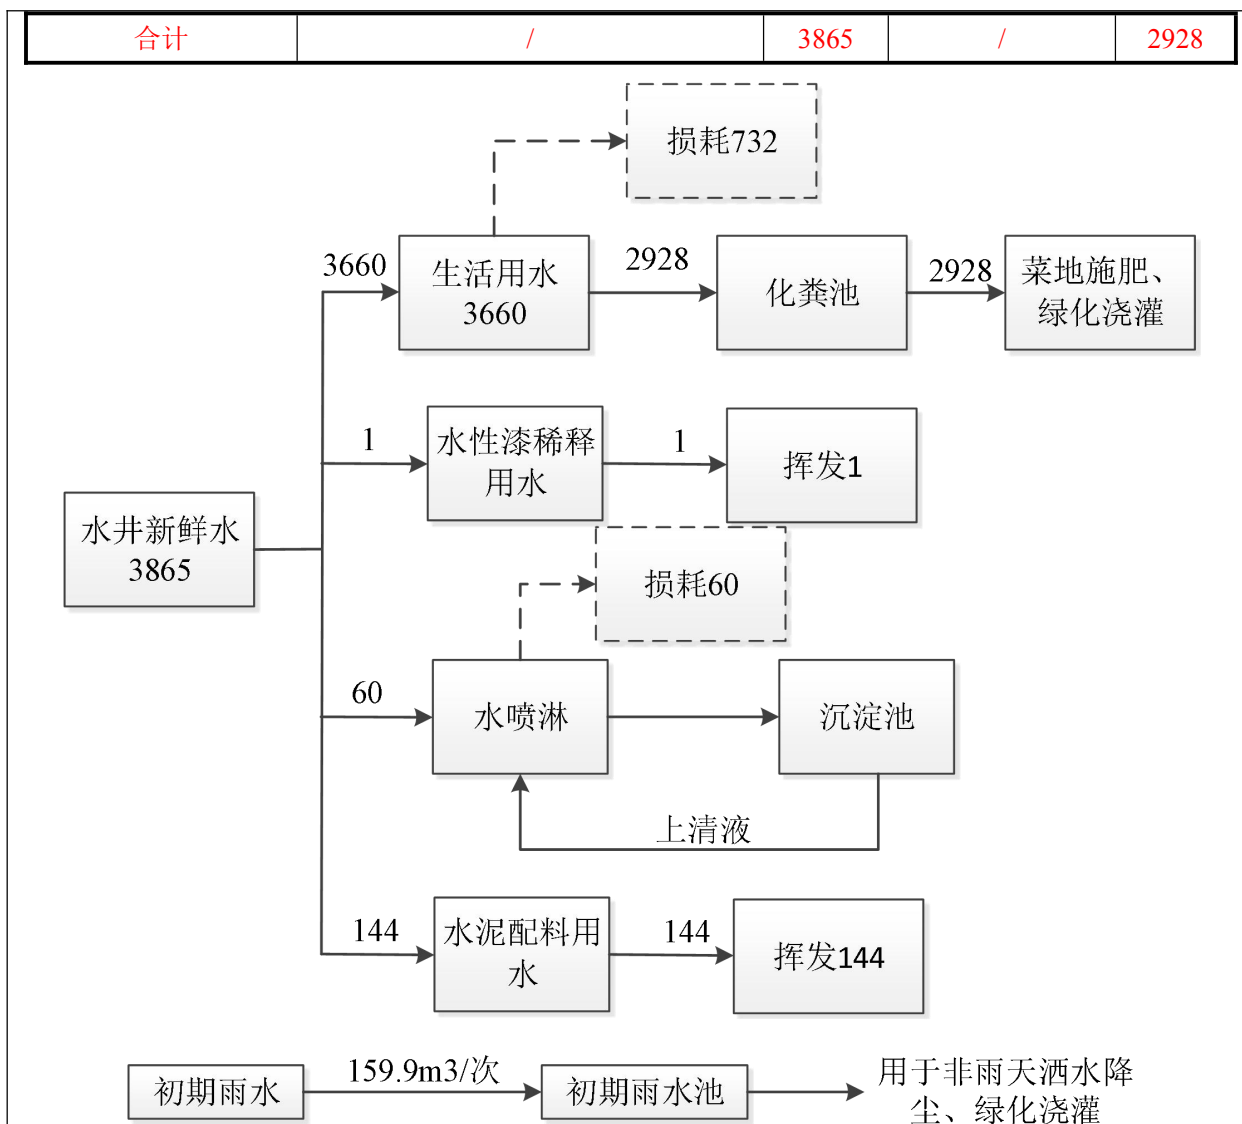 合计 / 3865 / 2928
损耗732
3660
生活用水
3660
2928
化粪池
2928
菜地施肥、
绿化浇灌
1
水性漆稀释
用水
1
挥发1
水井新鲜水
3865
损耗60
60
水喷淋
沉淀池
上清液
144
水泥配料用
水
144
挥发144
初期雨水
159.9m3/次
初期雨水池
用于非雨天洒水降
尘、绿化浇灌